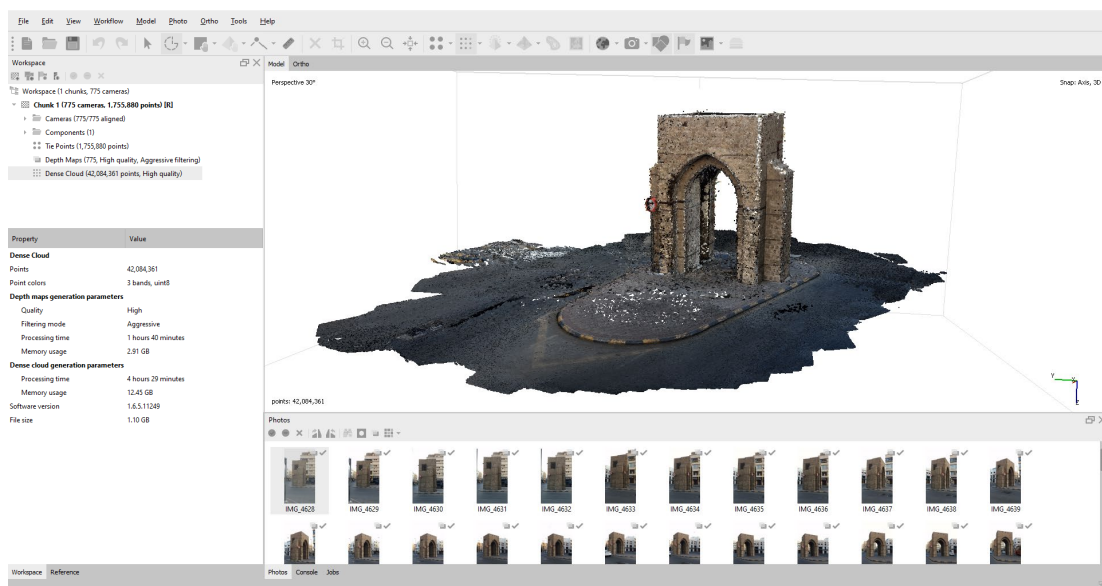 File Edit View Workflow Model Photo Ortho Tools Help
Workspace
Model Ortho
Perspective 30°
Snap: Axis, 3D
Workspace (1 chunks, 775 cameras)
Chunk 1 (775 cameras, 1,755,880 points) [R]
Cameras (775/775 aligned)
Components (1)
Tie Points (1,755,880 points)
Depth Maps (775, High quality, Aggressive filtering)
Dense Cloud (42,084,361 points, High quality)
Property Value
Dense Cloud
Points 42,084,361
Point colors 3 bands, uint8
Depth maps generation parameters
Quality High
Filtering mode Aggressive
Processing time 1 hours 40 minutes
Memory usage 2.91 GB
Dense cloud generation parameters
Processing time 4 hours 29 minutes
Memory usage 12.45 GB
Software version 1.6.5.11249
File size 1.10 GB
Y X
Z
points: 42,084,361
Photos
IMG_4628 IMG_4629 IMG_4630 IMG_4631 IMG_4632 IMG_4633 IMG_4634 IMG_4635 IMG_4636 IMG_4637 IMG_4638 IMG_4639
Workspace Reference
Photos Console Jobs